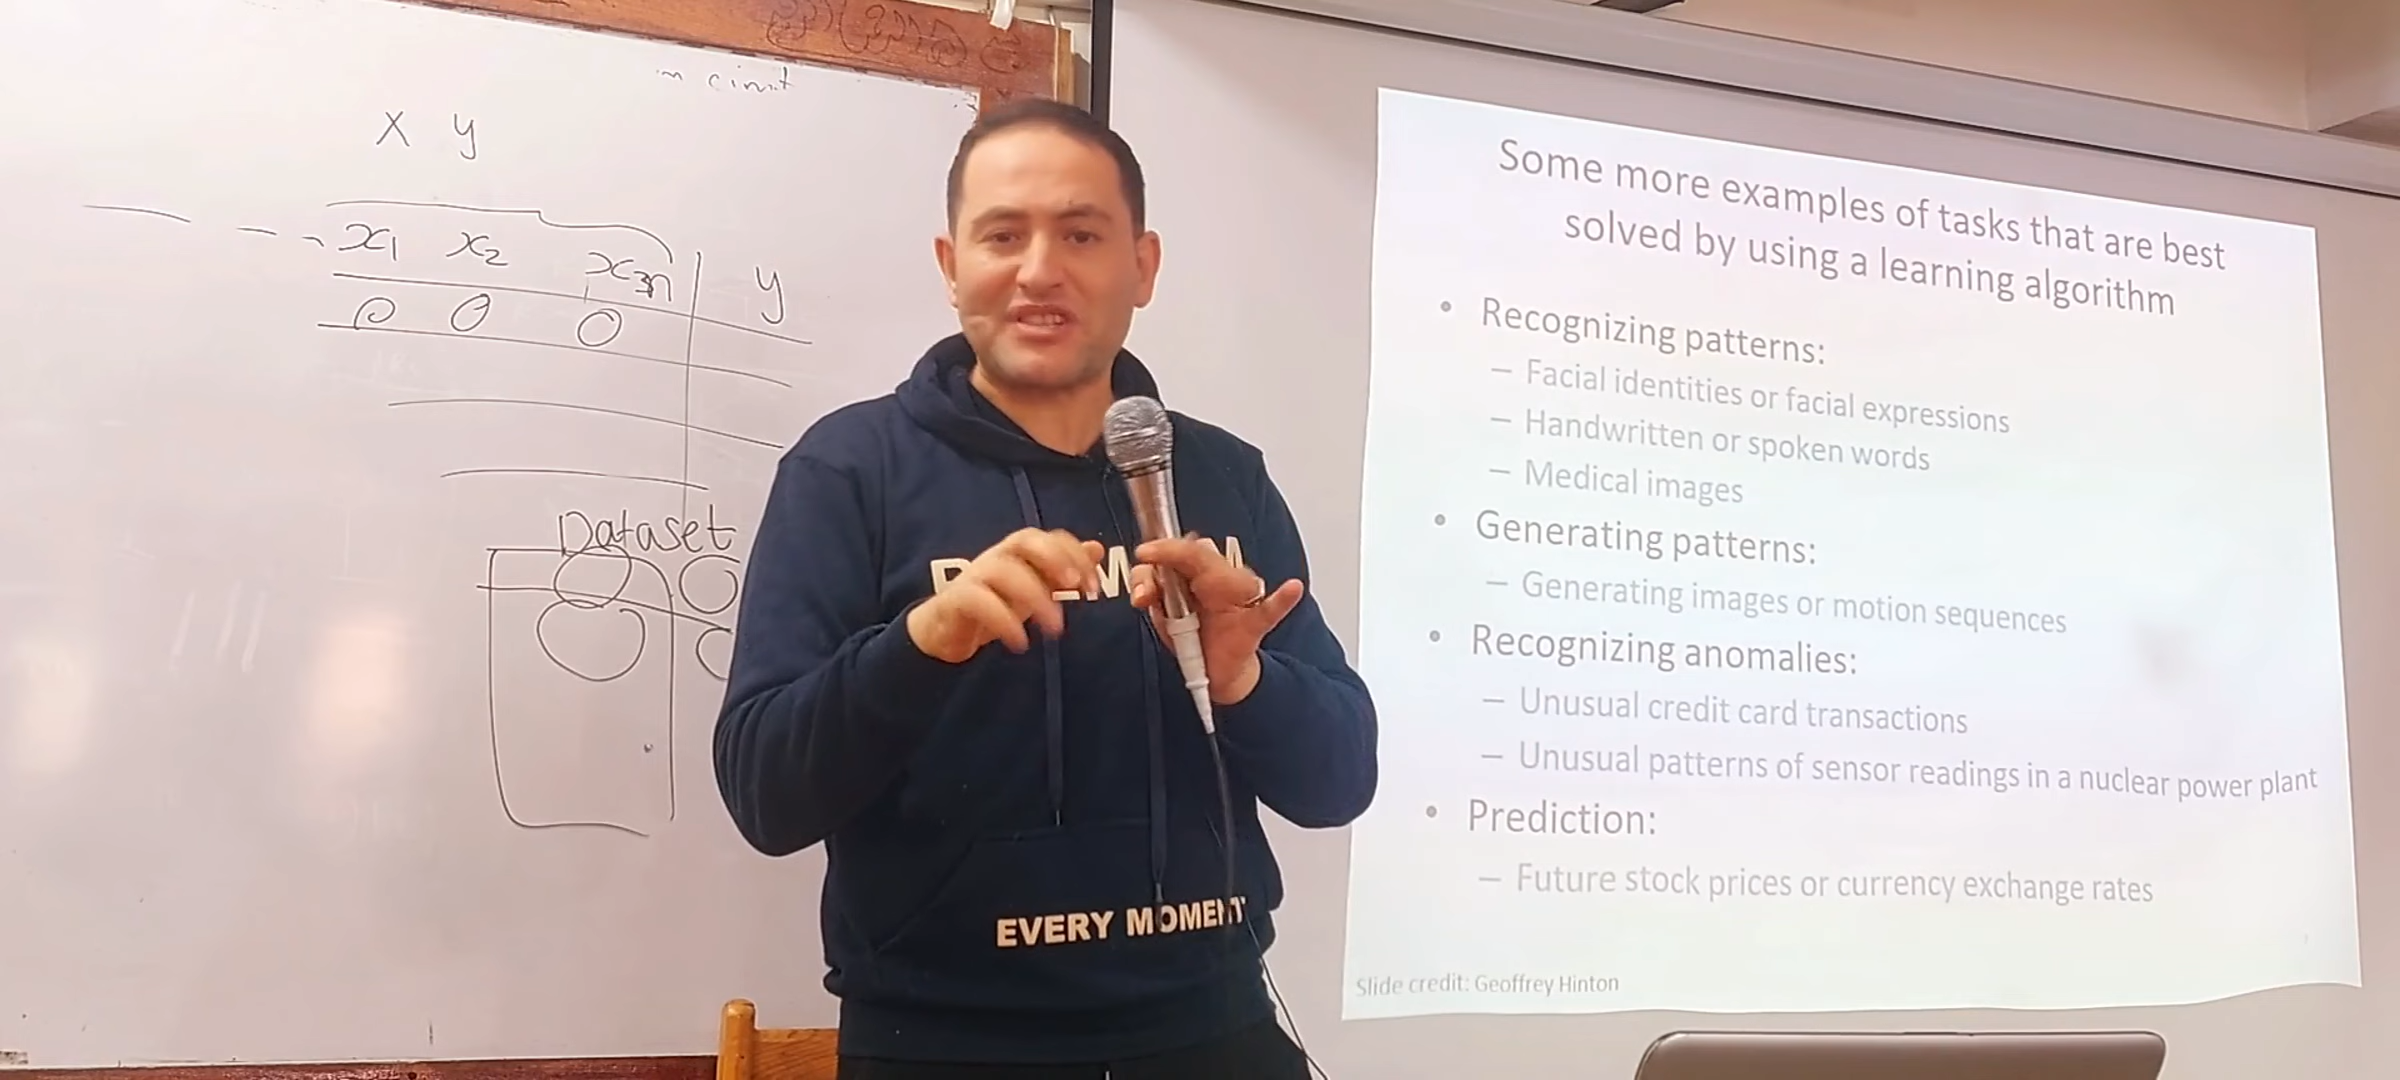 x y
x1 x2 x3n y
0 0 0
Dataset
EVERY MOMENT
Some more examples of tasks that are best
solved by using a learning algorithm
• Recognizing patterns:
– Facial identities or facial expressions
– Handwritten or spoken words
– Medical images
• Generating patterns:
– Generating images or motion sequences
• Recognizing anomalies:
– Unusual credit card transactions
– Unusual patterns of sensor readings in a nuclear power plant
• Prediction:
– Future stock prices or currency exchange rates
Slide credit: Geoffrey Hinton